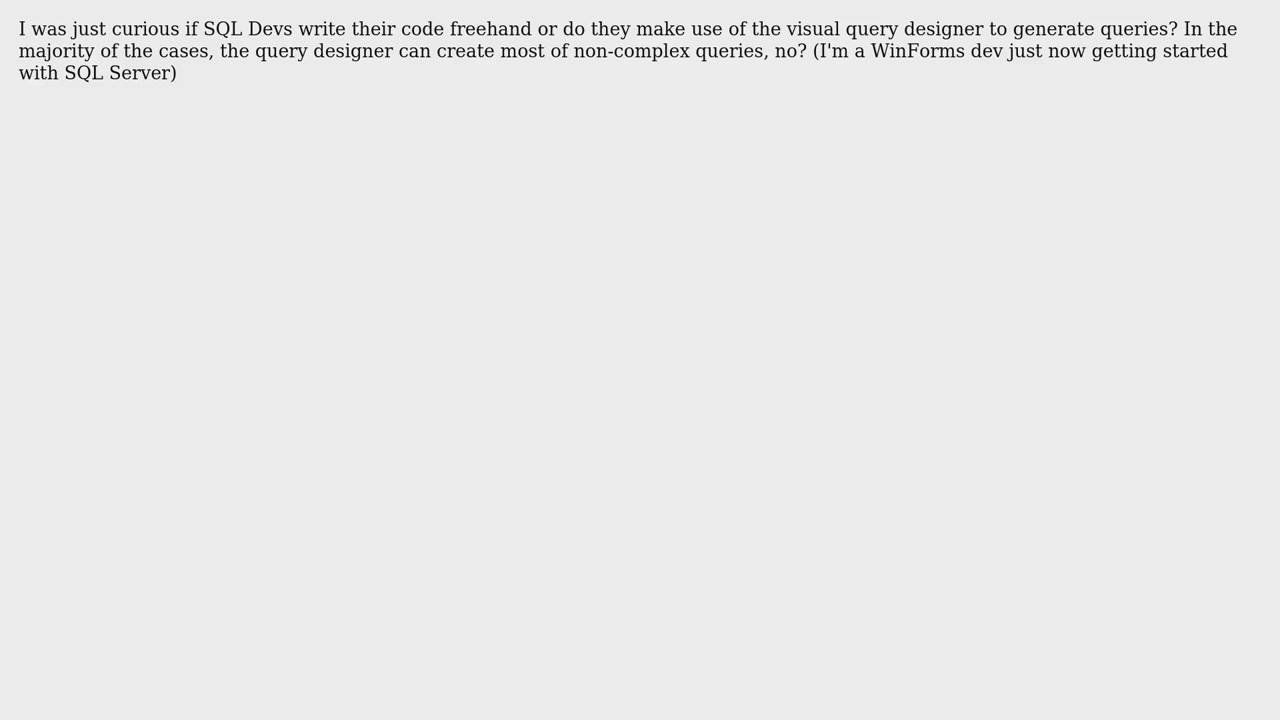 I was just curious if SQL Devs write their code freehand or do they make use of the visual query designer to generate queries? In the
majority of the cases, the query designer can create most of non-complex queries, no? (I'm a WinForms dev just now getting started
with SQL Server)